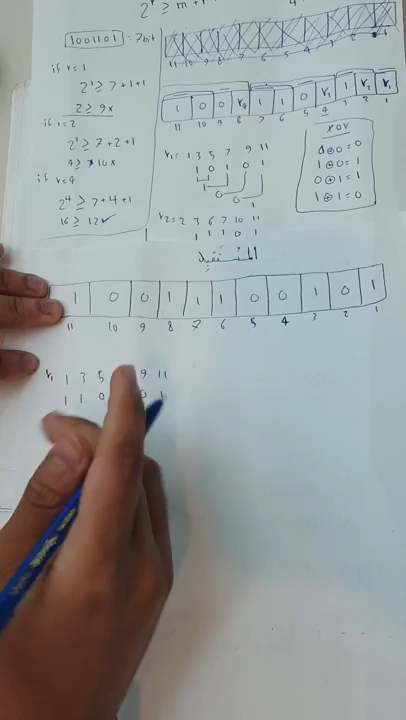 2^r ≥ m+r
1001101 = 7bit
if r=1
2^1 ≥ 7+1+1
2 ≥ 9 x
if r=2
2^2 ≥ 7+2+1
4 ≥ 10 x
if r=4
2^4 ≥ 7+4+1
16 ≥ 12 ✓
11 10 9 8 7 6 5 4 3 2 1
1 0 0 r4 1 1 0 r3 1 r2 r1
11 10 9 8 7 6 5 4 3 2 1
r1= 1 3 5 7 9 11
1 0 1 0 1
1 1
0 0
1
r2= 2 3 6 7 10 11
1 1 1 0 1
XOR
0⊕0=0
1⊕0=1
0⊕1=1
1⊕1=0
المستقبل
1 0 0 1 1 1 0 0 1 0 1
11 10 9 8 7 6 5 4 3 2 1
r1 1 3 5 9 11
1 1 0 0 1